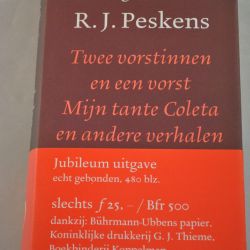 R. J. Peskens
Twee vorstinnen
en een vorst
Mijn tante Coleta
en andere verhalen
Jubileum uitgave
echt gebonden, 480 blz.
slechts ƒ 25, – / Bfr 500
dankzij: Bührmann-Ubbens papier.
Koninklijke drukkerij G. J. Thieme,
Boekbinderij